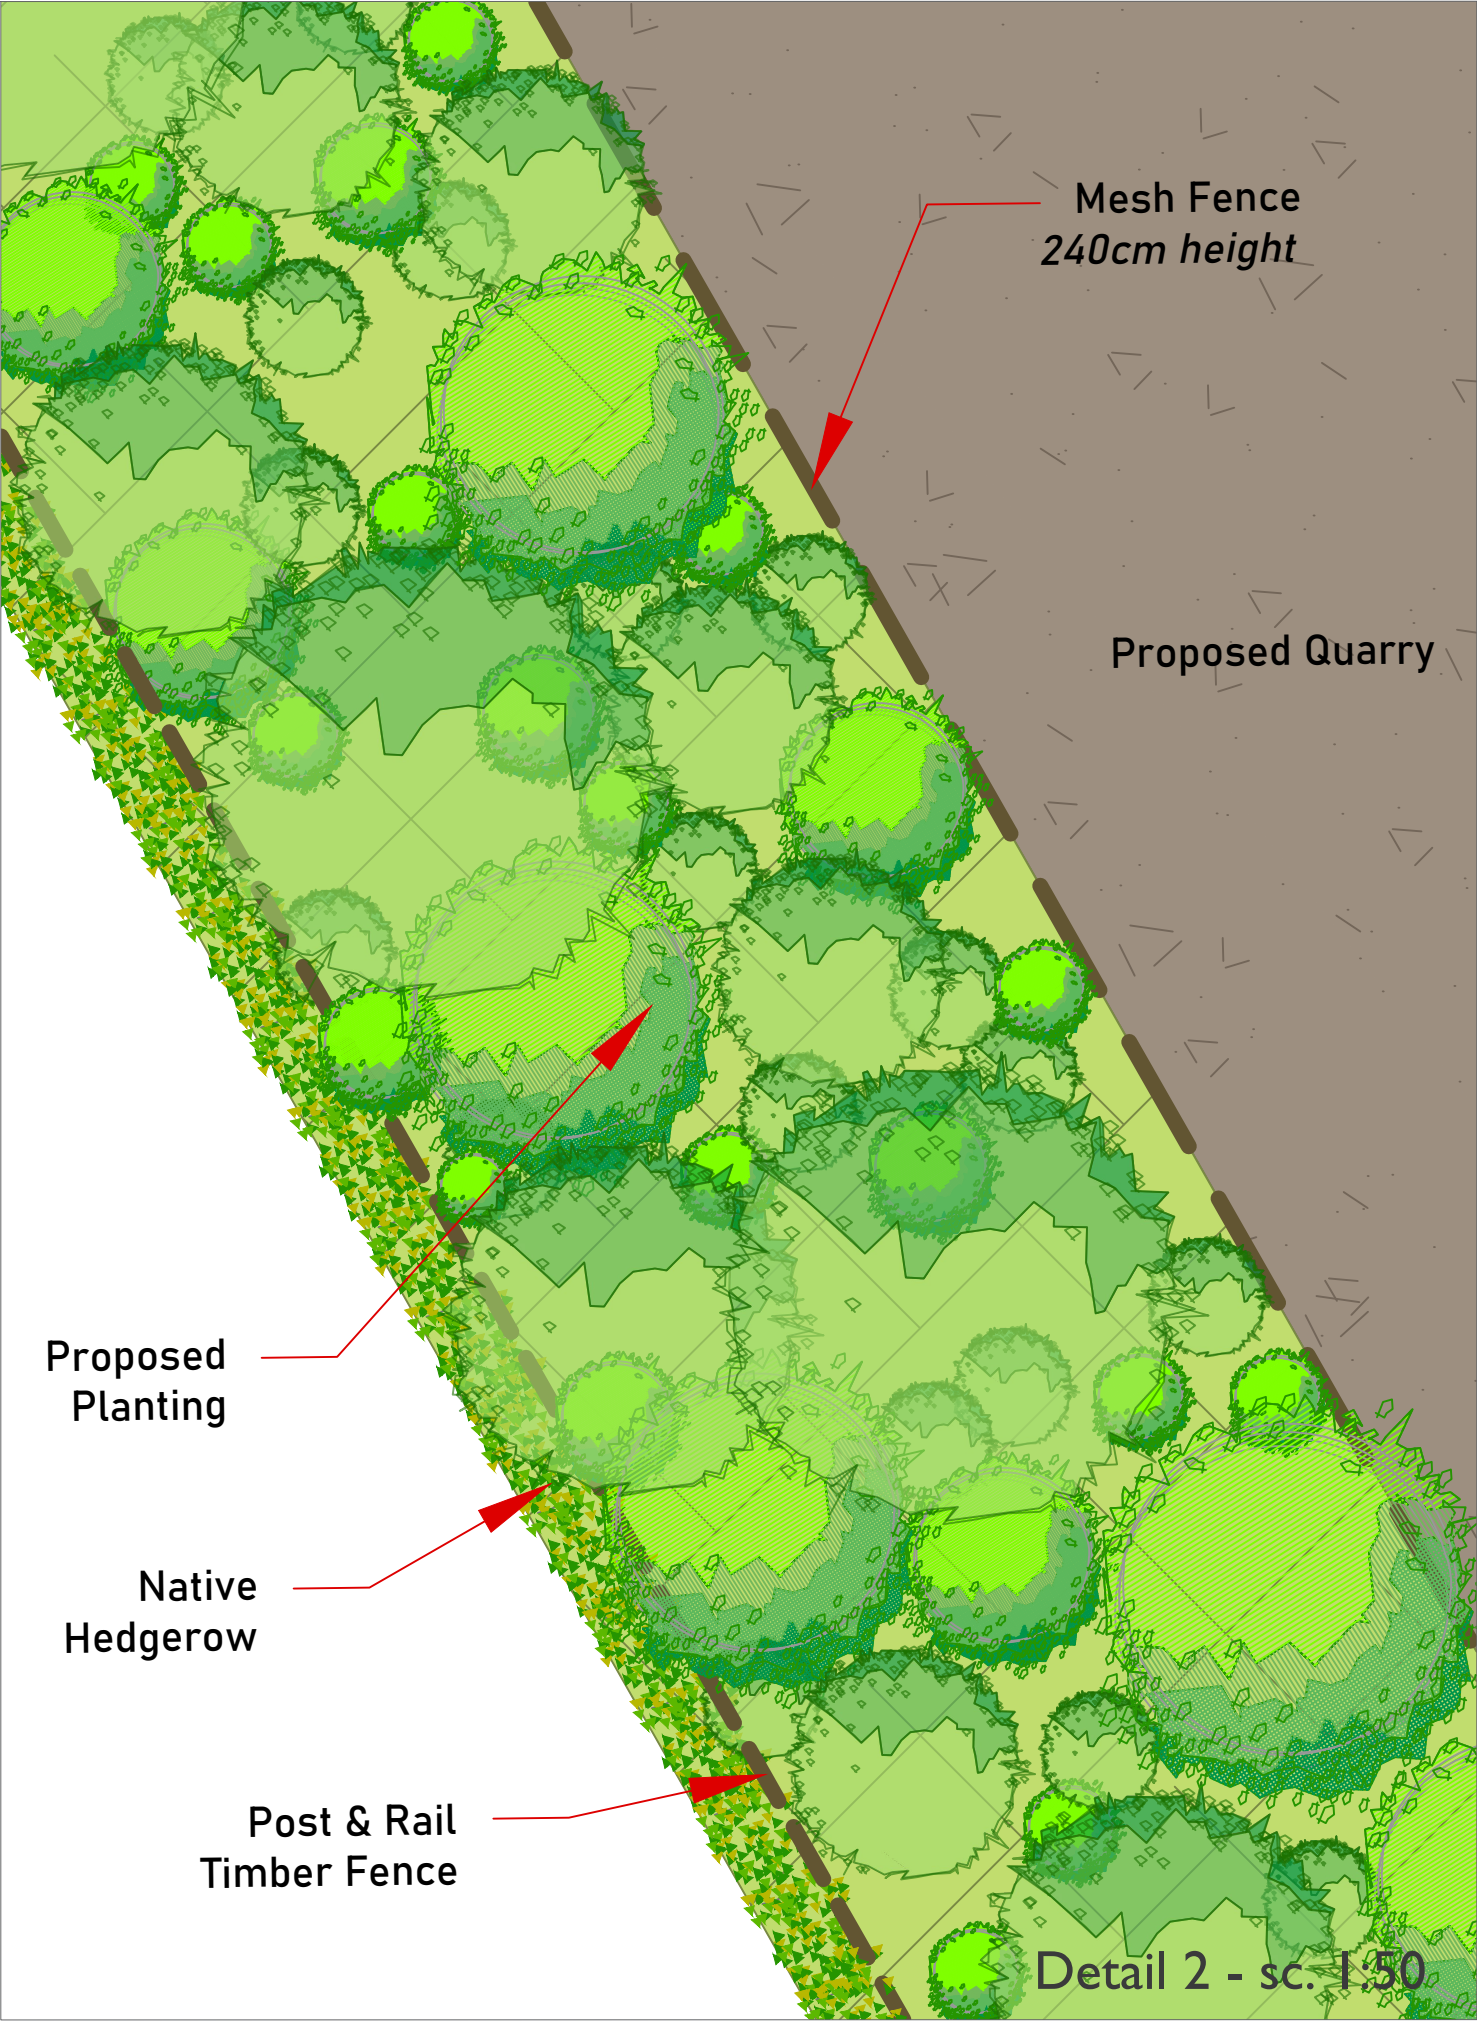 Mesh Fence
240cm height
Proposed Quarry
Proposed
Planting
Native
Hedgerow
Post & Rail
Timber Fence
Detail 2 - sc. 1:50